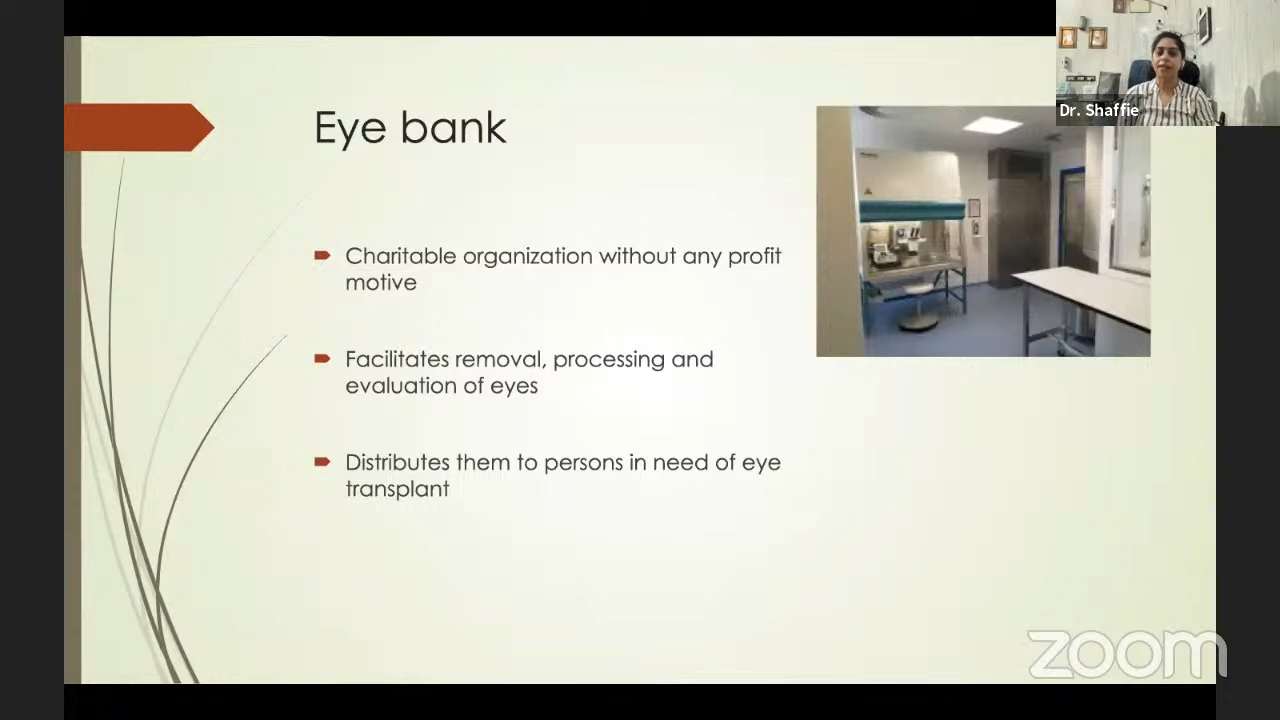 Dr. Shaffie
Eye bank
Charitable organization without any profit
motive
Facilitates removal, processing and
evaluation of eyes
Distributes them to persons in need of eye
transplant
zoom